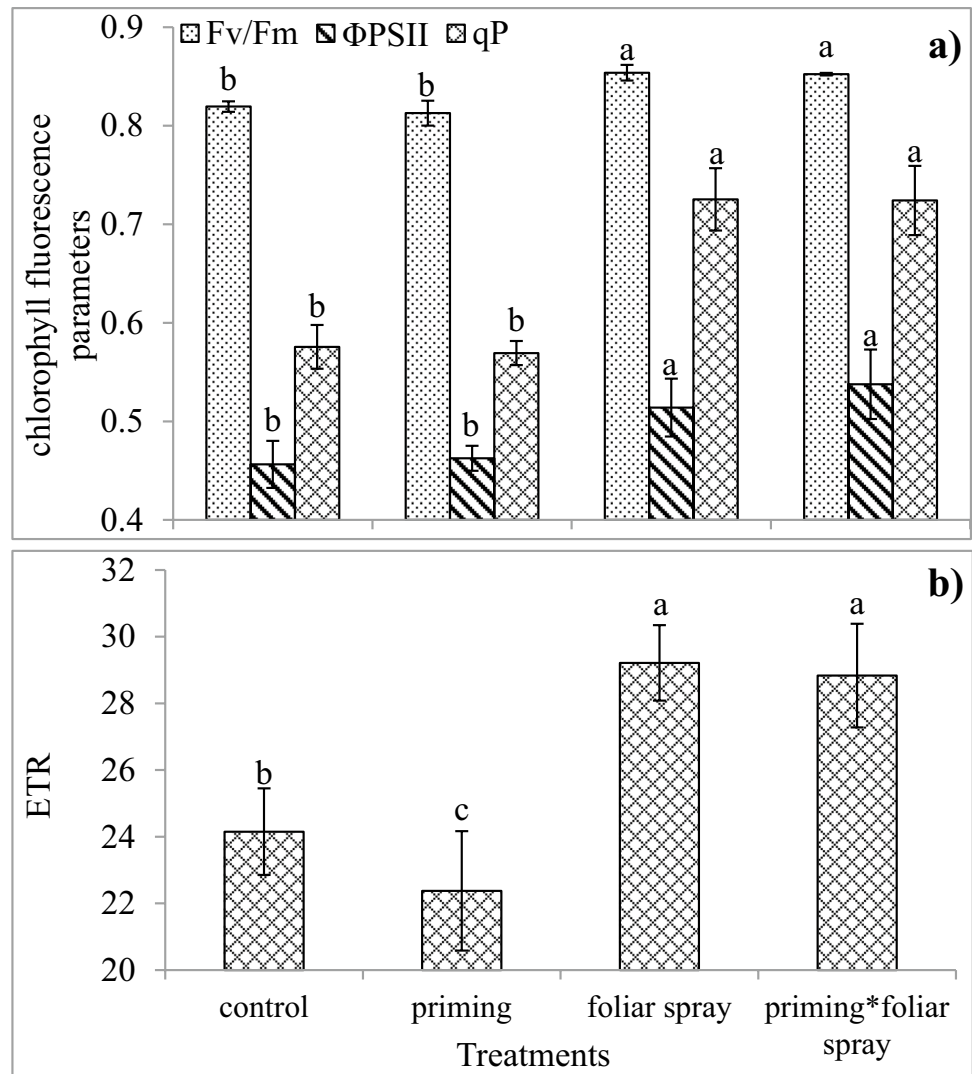 Fv/Fm ΦPSII qP
a)
0.9
0.8
0.7
0.6
0.5
0.4
chlorophyll fluorescence
parameters
b b b
b b b
a a a
a a a
b)
32
30
28
26
24
22
20
ETR
b c a a
control priming foliar spray priming*foliar
spray
Treatments